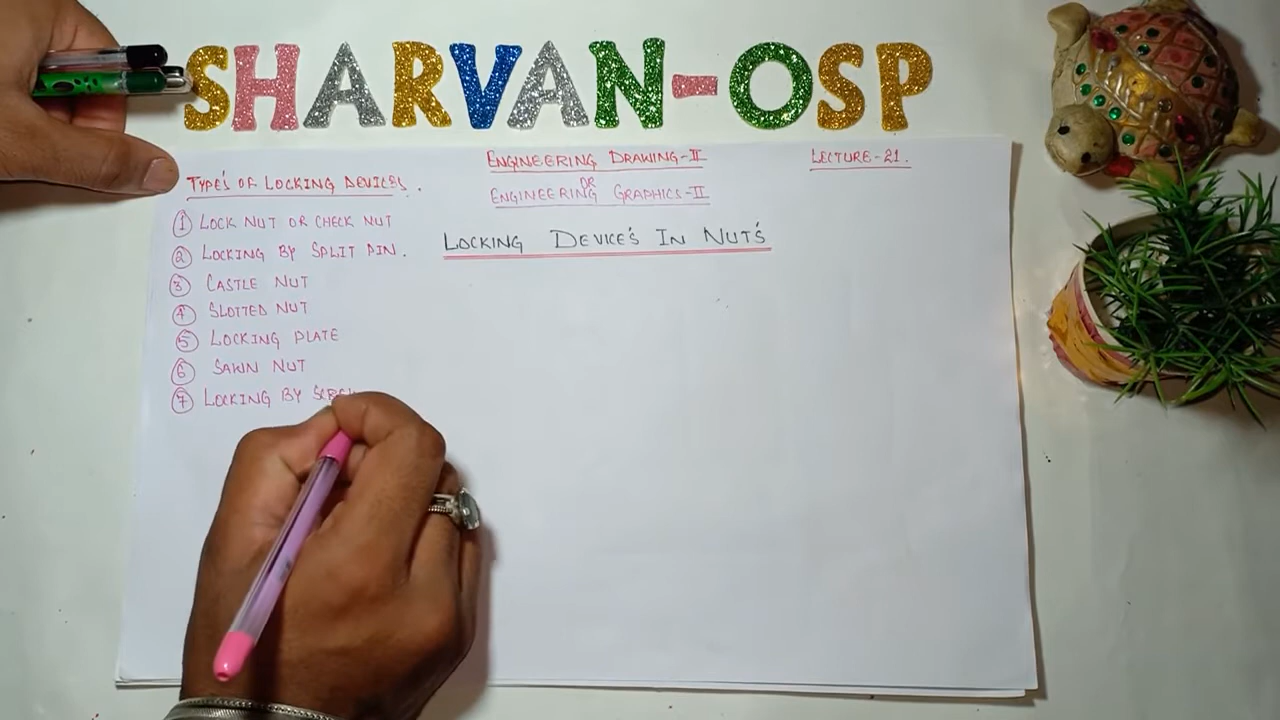 SHARVAN-OSP
ENGINEERING DRAWING-II
LECTURE-21.
OR
ENGINEERING GRAPHICS-II
TYPE'S OF LOCKING DEVICES.
LOCKING DEVICE'S IN NUT'S
1 LOCK NUT OR CHECK NUT
2 LOCKING BY SPLIT PIN.
3 CASTLE NUT
4 SLOTTED NUT
5 LOCKING PLATE
6 SAWN NUT
7 LOCKING BY